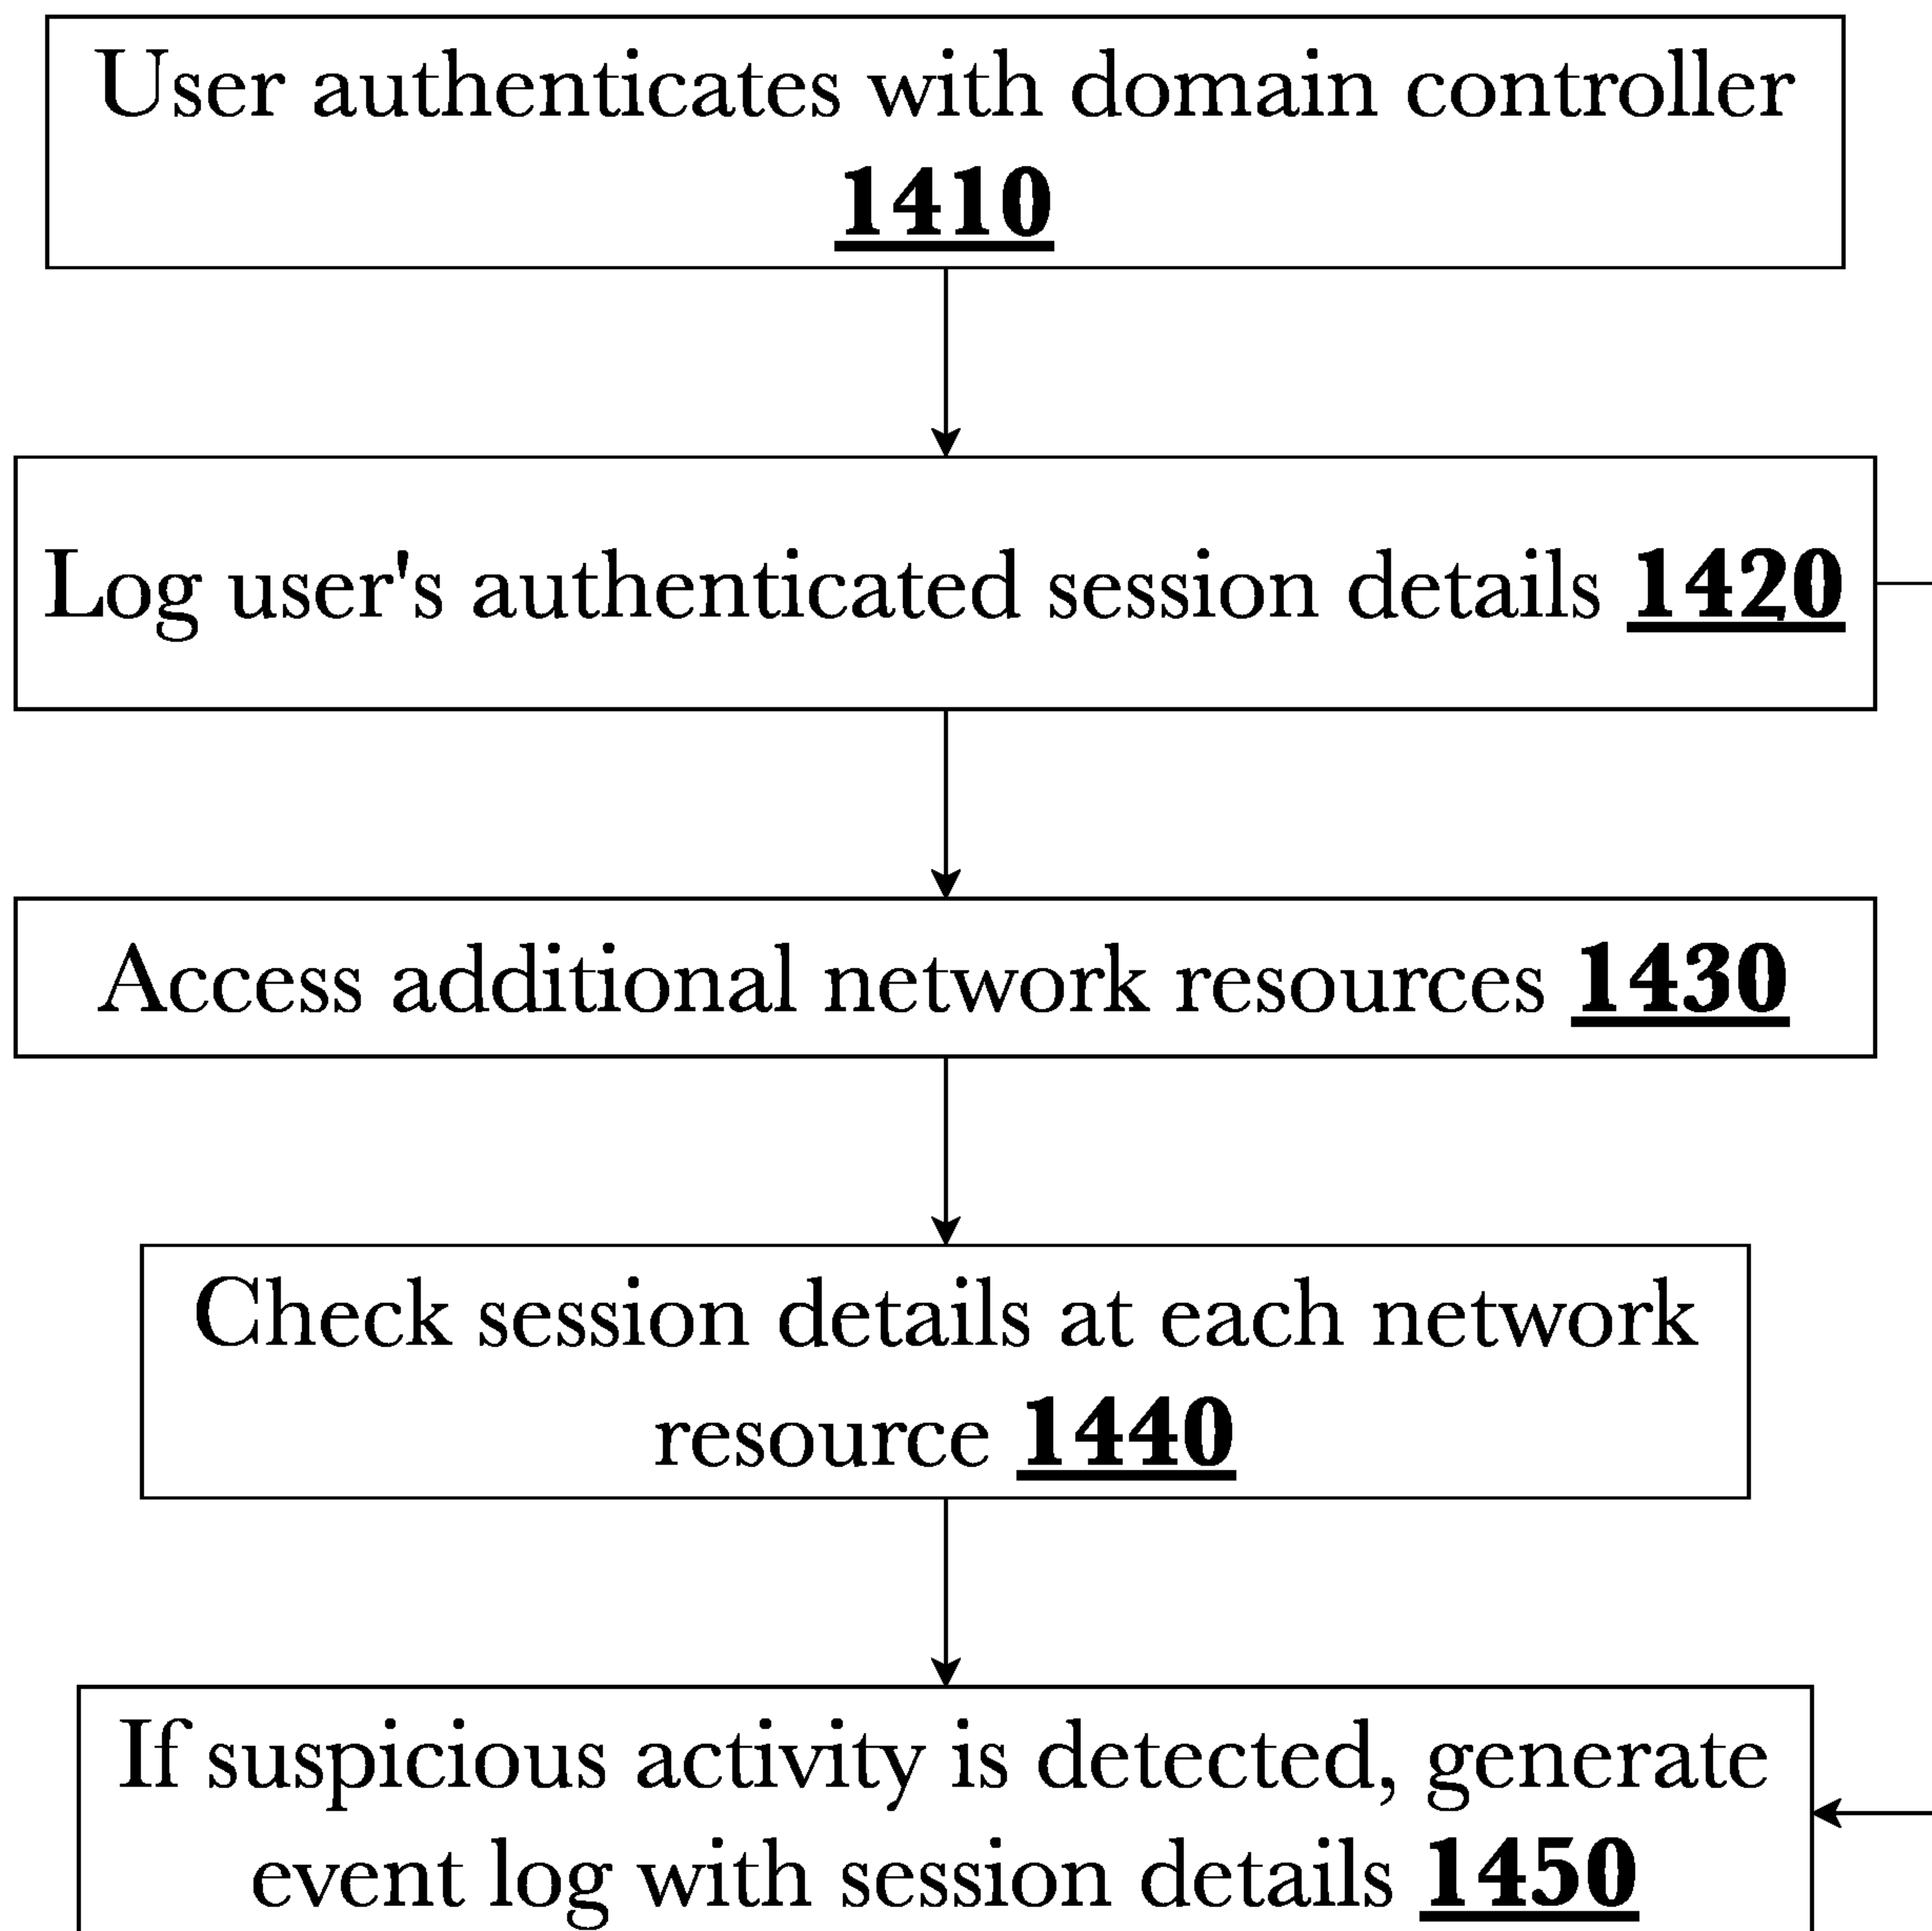 User authenticates with domain controller
1410
Log user's authenticated session details 1420
Access additional network resources 1430
Check session details at each network
resource 1440
If suspicious activity is detected, generate
event log with session details 1450